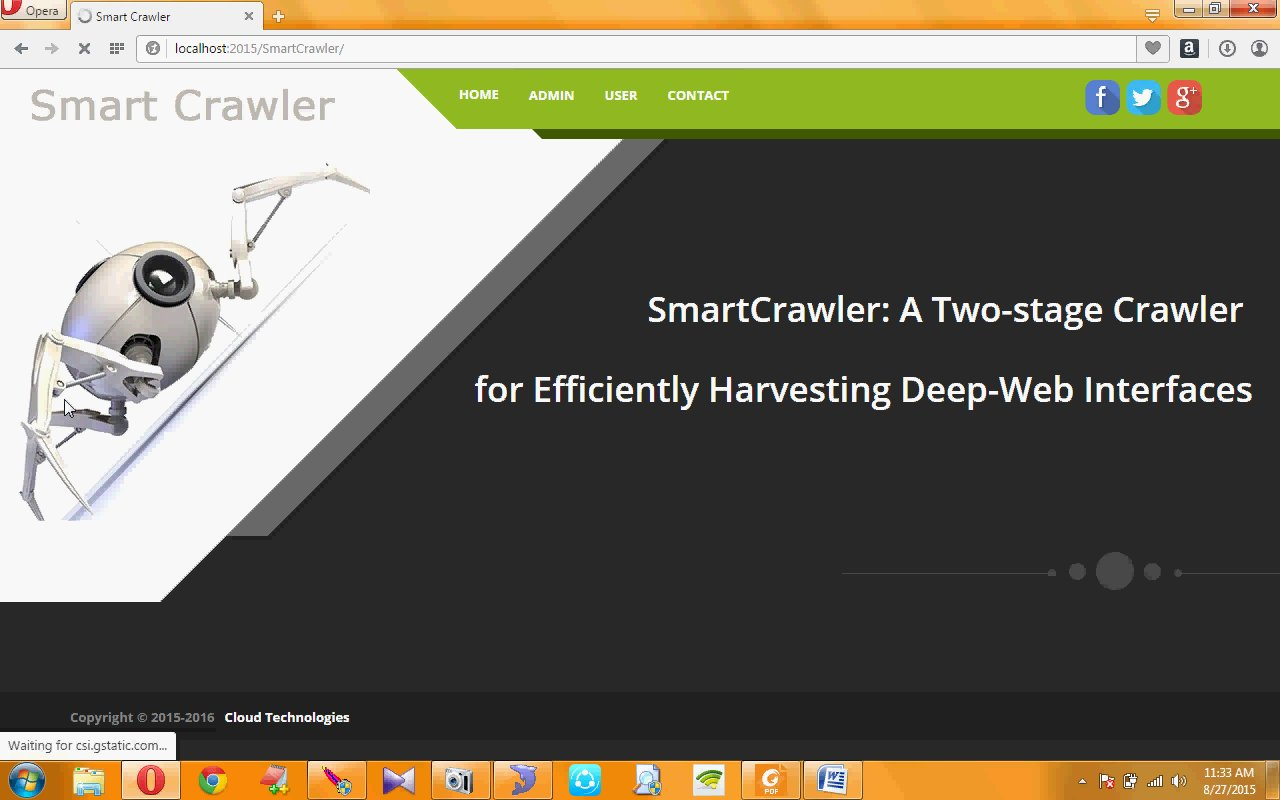 Opera
Smart Crawler
localhost:2015/SmartCrawler/
Smart Crawler
HOME ADMIN USER CONTACT
SmartCrawler: A Two-stage Crawler
for Efficiently Harvesting Deep-Web Interfaces
Copyright © 2015-2016 Cloud Technologies
Waiting for csi.gstatic.com...
PDF
11:33 AM
8/27/2015